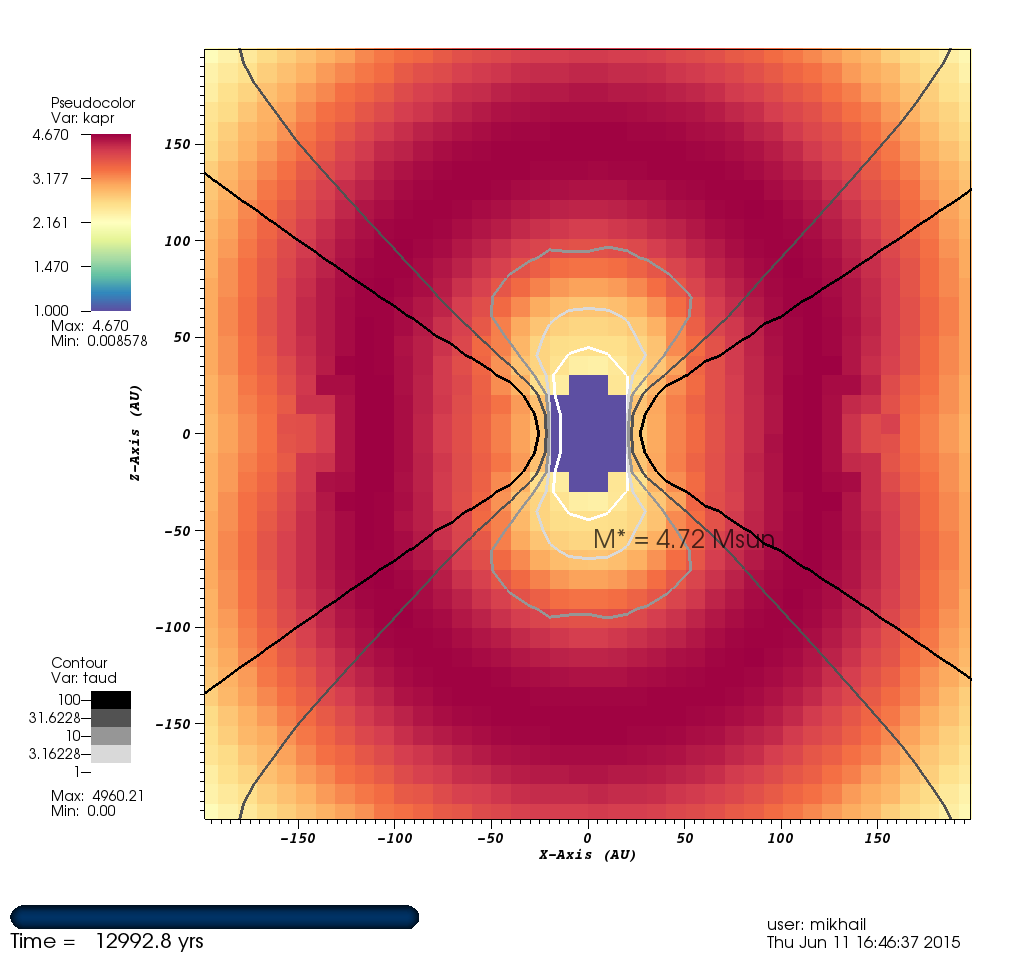 Pseudocolor
Var: kapr
4.670
3.177
2.161
1.470
1.000
Max: 4.670
Min: 0.008578
Z-Axis (AU)
150
100
50
0
-50
-100
-150
M* = 4.72 Msun
Contour
Var: taud
100
31.6228
10
3.16228
1
Max: 4960.21
Min: 0.00
-150 -100 -50 0 50 100 150
X-Axis (AU)
Time = 12992.8 yrs
user: mikhail
Thu Jun 11 16:46:37 2015